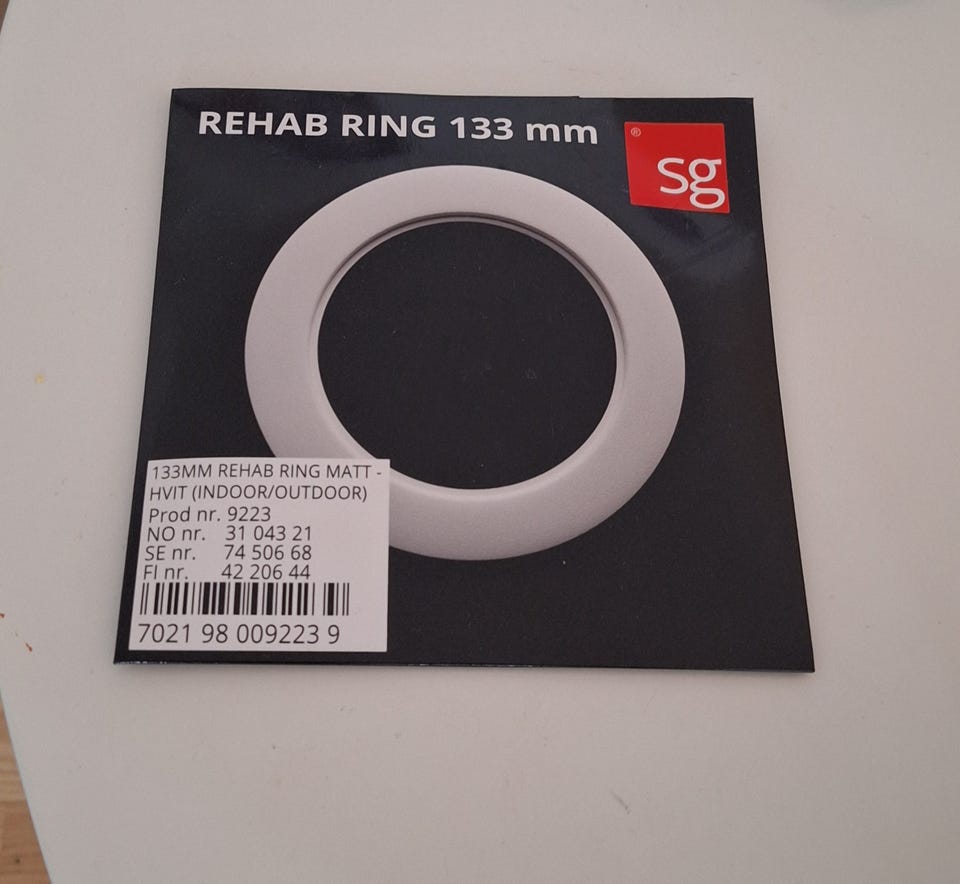 REHAB RING 133 mm
®
sg
133MM REHAB RING MATT -
HVIT (INDOOR/OUTDOOR)
Prod nr. 9223
NO nr. 31 043 21
SE nr. 74 506 68
FI nr. 42 206 44
7021 98 009223 9